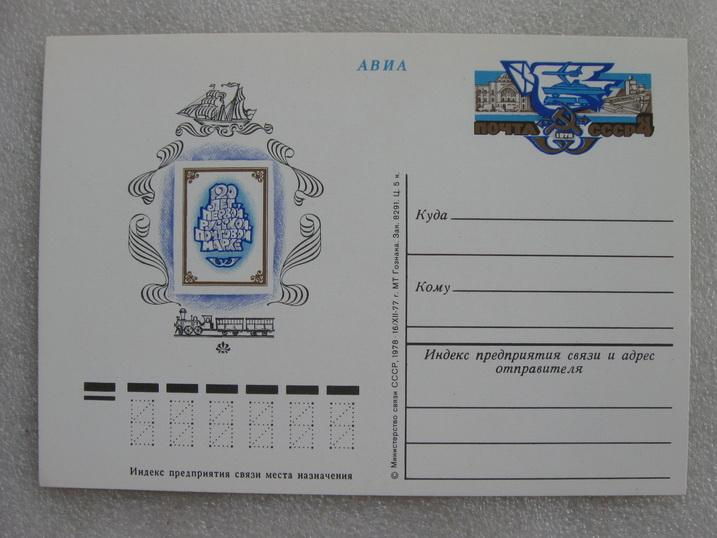 АВИА
ПОЧТА СССР 4
1978
120
ЛЕТ
ПЕРВОЙ
РУССКОЙ
ПОЧТОВОЙ
МАРКЕ
Куда
Кому
Индекс предприятия связи и адрес
отправителя
Индекс предприятия связи места назначения
© Министерство связи СССР, 1978 16/XII-77 г. МТ Гознака. Зак. 8291. Ц. 5 к.